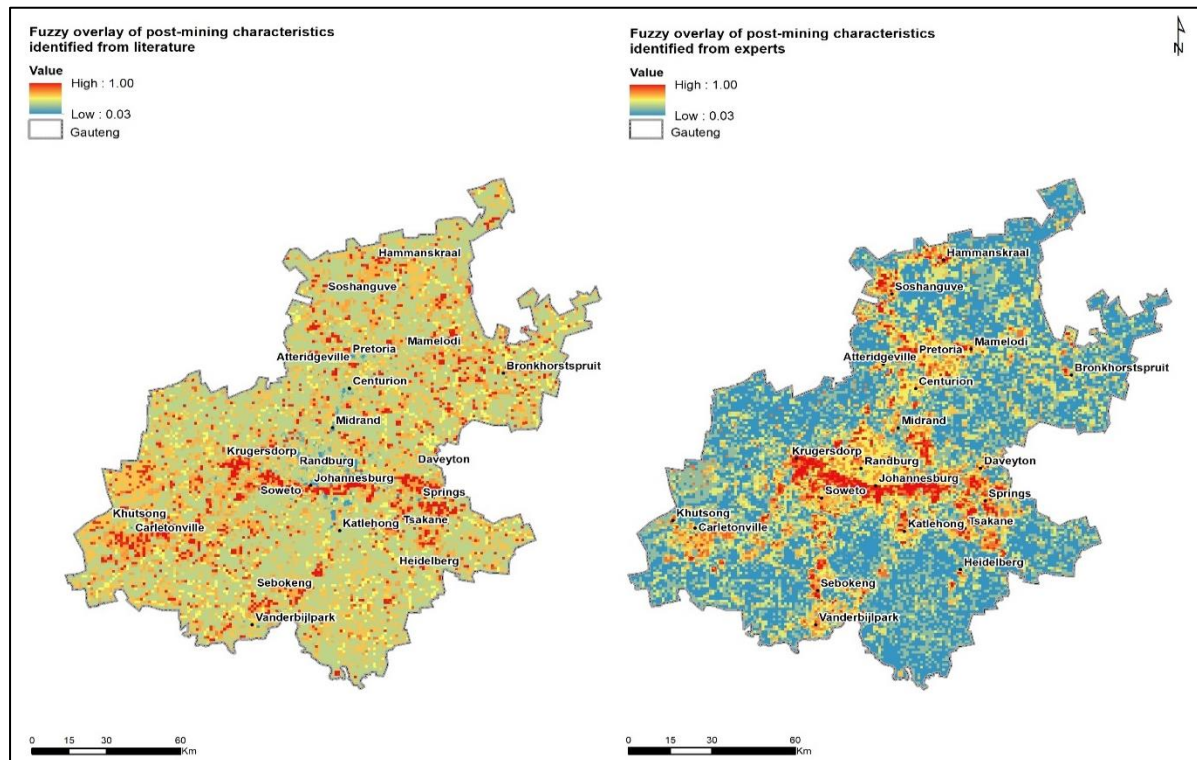 Fuzzy overlay of post-mining characteristics
identified from literature
Value
High : 1.00
Low : 0.03
Gauteng
Hammanskraal
Soshanguve
Mamelodi
Pretoria
Atteridgeville
Bronkhorstspruit
Centurion
Midrand
Krugersdorp
Randburg
Daveyton
Johannesburg
Soweto
Springs
Khutsong
Tsakane
Carletonville
Katlehong
Heidelberg
Sebokeng
Vanderbijlpark
0 15 30 60
Km
Fuzzy overlay of post-mining characteristics
identified from experts
Value
High : 1.00
Low : 0.03
Gauteng
N
Hammanskraal
Soshanguve
Mamelodi
Pretoria
Atteridgeville
Bronkhorstspruit
Centurion
Midrand
Krugersdorp
Randburg
Daveyton
Johannesburg
Soweto
Springs
Khutsong
Tsakane
Carletonville
Katlehong
Heidelberg
Sebokeng
Vanderbijlpark
0 15 30 60
Km